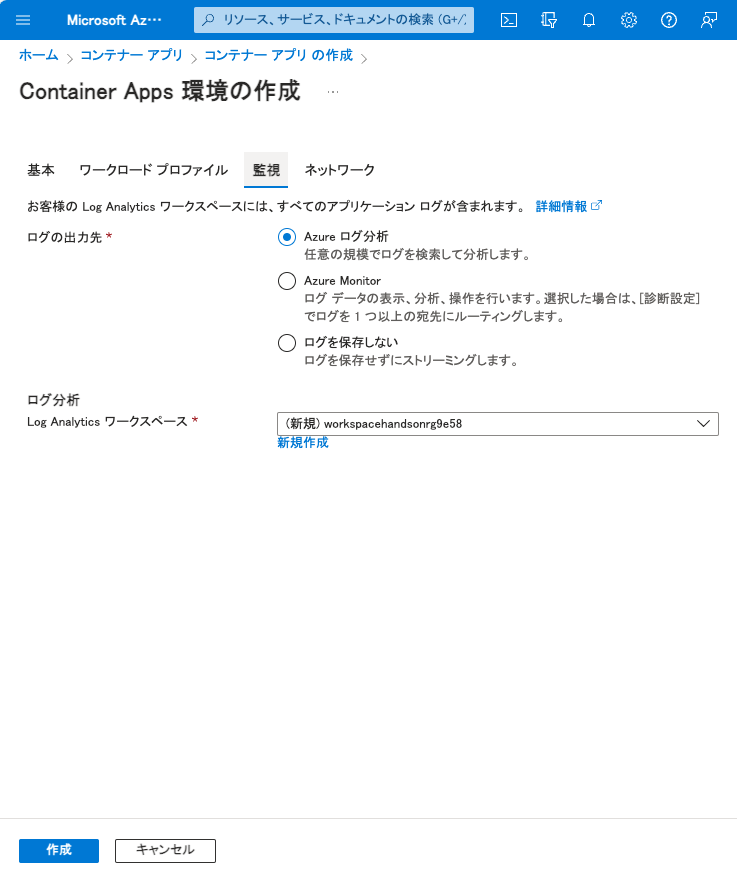 Microsoft Az…
リソース、サービス、ドキュメントの検索 (G+/)
ホーム > コンテナー アプリ > コンテナー アプリ の作成 >
Container Apps 環境の作成 …
基本 ワークロード プロファイル 監視 ネットワーク
お客様の Log Analytics ワークスペースには、すべてのアプリケーション ログが含まれます。 詳細情報
ログの出力先 *
Azure ログ分析
任意の規模でログを検索して分析します。
Azure Monitor
ログ データの表示、分析、操作を行います。選択した場合は、[診断設定]
でログを 1 つ以上の宛先にルーティングします。
ログを保存しない
ログを保存せずにストリーミングします。
ログ分析
Log Analytics ワークスペース *
(新規) workspacehandsonrg9e58
新規作成
作成 キャンセル